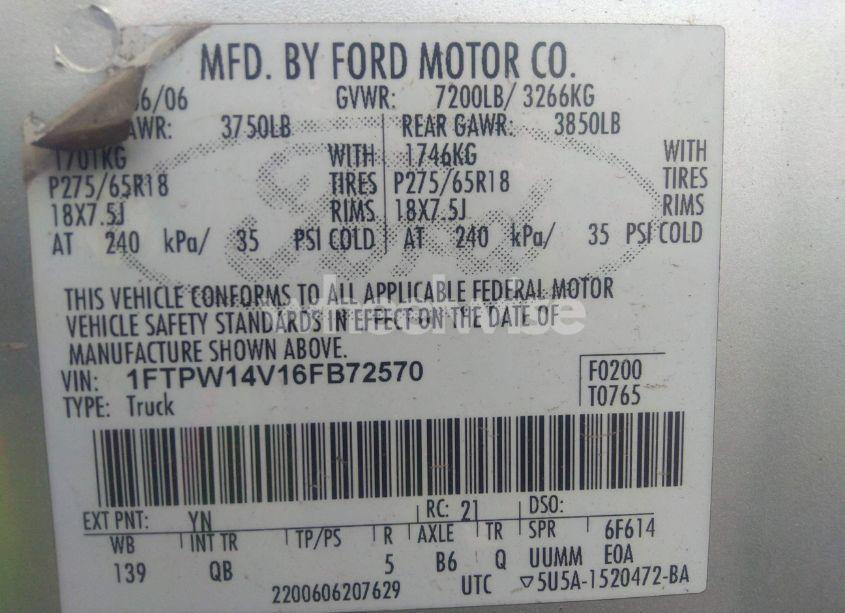 MFD. BY FORD MOTOR CO.
6/06 GVWR: 7200LB/ 3266KG
AWR: 3750LB REAR GAWR: 3850LB
1701KG WITH 1746KG WITH
P275/65R18 TIRES P275/65R18 TIRES
18X7.5J RIMS 18X7.5J RIMS
AT 240 kPa/ 35 PSI COLD AT 240 kPa/ 35 PSI COLD
THIS VEHICLE CONFORMS TO ALL APPLICABLE FEDERAL MOTOR
VEHICLE SAFETY STANDARDS IN EFFECT ON THE DATE OF
MANUFACTURE SHOWN ABOVE.
VIN: 1FTPW14V16FB72570 F0200
TYPE: Truck T0765
EXT PNT: YN RC: 21 DSO:
WB INT TR TP/PS R AXLE TR SPR 6F614
139 QB 5 B6 Q UUMM E0A
2200606207629 UTC ▽5U5A-1520472-BA